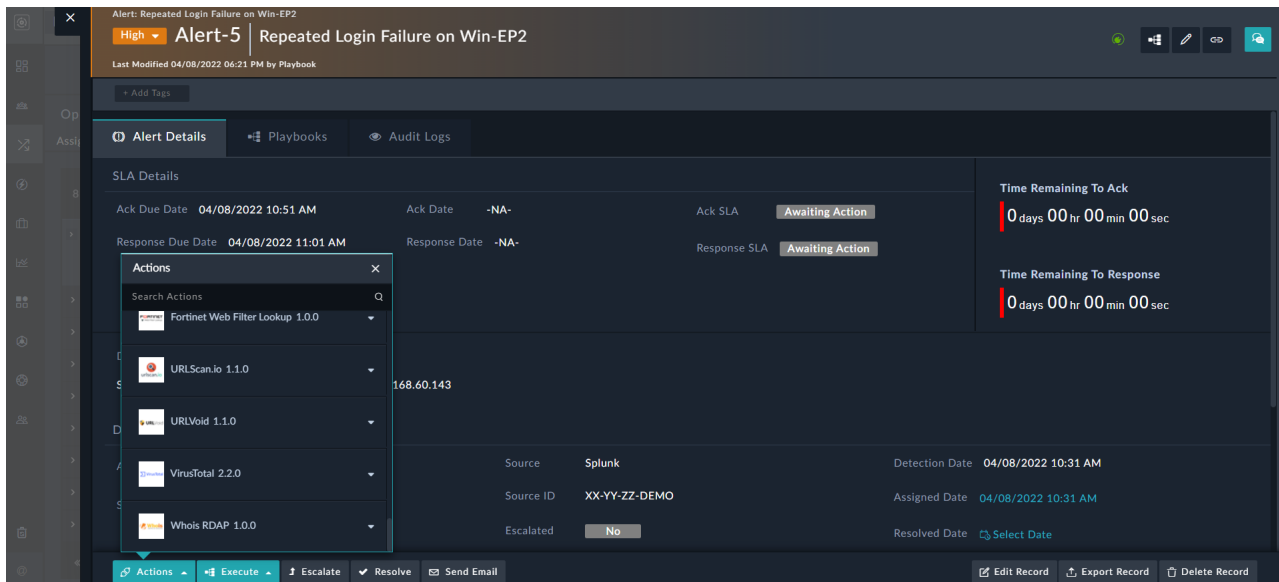 Alert: Repeated Login Failure on Win-EP2
High Alert-5 Repeated Login Failure on Win-EP2
Last Modified 04/08/2022 06:21 PM by Playbook
+ Add Tags
Op
Alert Details Playbooks Audit Logs
Assi
SLA Details
Time Remaining To Ack
8
Ack Due Date 04/08/2022 10:51 AM Ack Date -NA- Ack SLA Awaiting Action
0 days 00 hr 00 min 00 sec
Response Due Date 04/08/2022 11:01 AM Response Date -NA- Response SLA Awaiting Action
Actions
Time Remaining To Response
Search Actions
0 days 00 hr 00 min 00 sec
Fortinet Web Filter Lookup 1.0.0
URLScan.io 1.1.0
168.60.143
URLVoid 1.1.0
Source Splunk Detection Date 04/08/2022 10:31 AM
VirusTotal 2.2.0
Source ID XX-YY-ZZ-DEMO Assigned Date 04/08/2022 10:31 AM
Whois RDAP 1.0.0
Escalated No Resolved Date Select Date
Actions Execute Escalate Resolve Send Email Edit Record Export Record Delete Record